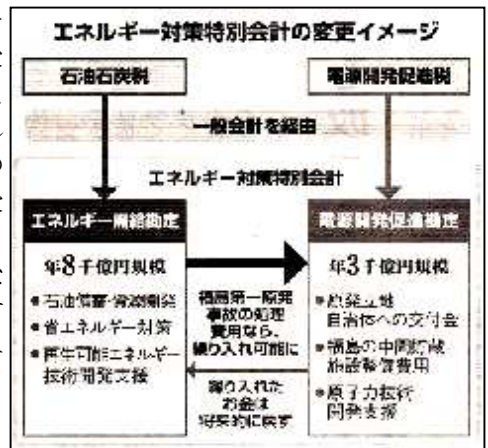 エネルギー対策特別会計の変更イメージ
石油石炭税
電源開発促進税
一般会計を経由
エネルギー対策特別会計
エネルギー需給勘定
年8千億円規模
●石油備蓄・資源開発
●省エネルギー対策
●再生可能エネルギー
技術開発支援
福島第一原発
事故の処理
費用なら、
繰り入れ可能に
繰り入れた
お金は
将来的に戻す
電源開発促進勘定
年3千億円規模
●原発立地
自治体への交付金
●福島の中間貯蔵
施設整備費用
●原子力技術
開発支援